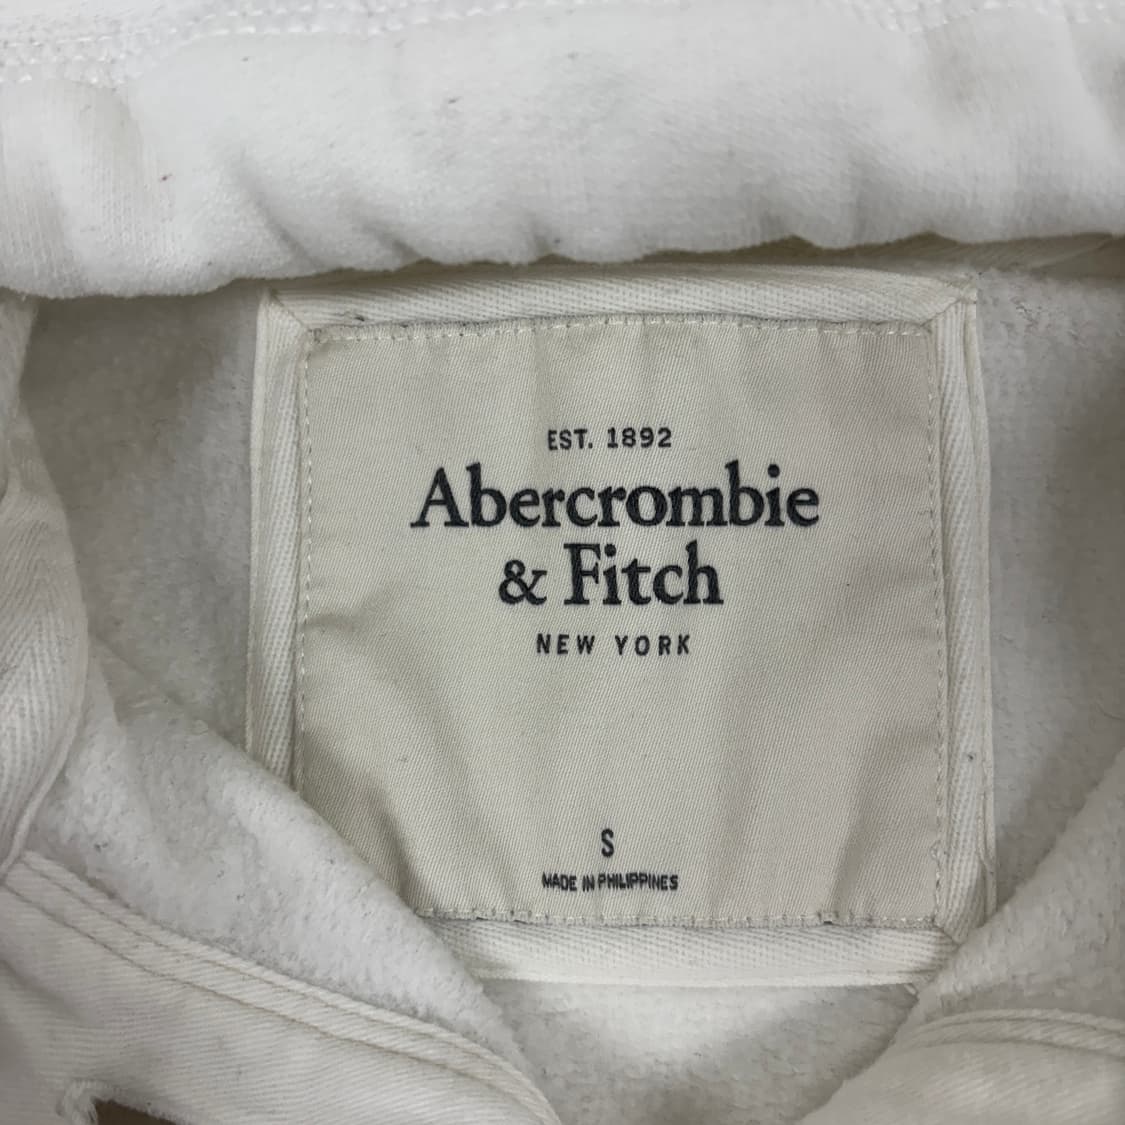 EST. 1892
Abercrombie
& Fitch
NEW YORK
S
MADE IN PHILIPPINES